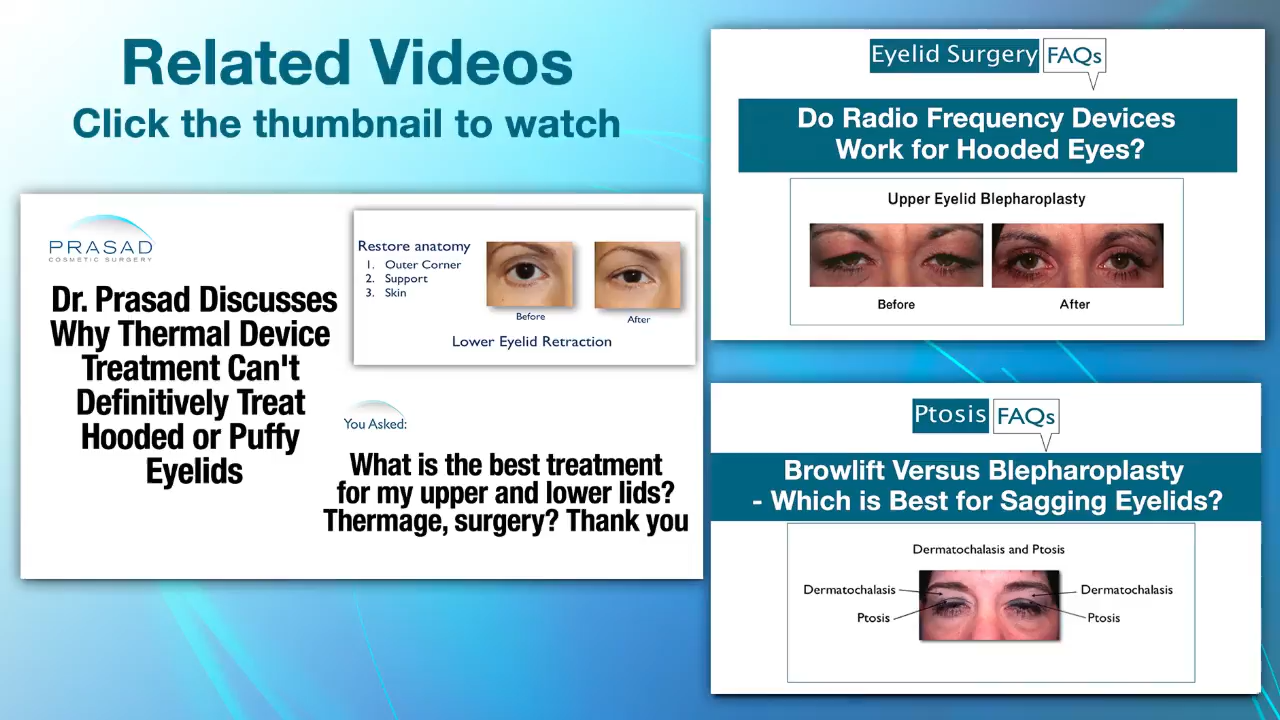 Related Videos
Click the thumbnail to watch
PRASAD
COSMETIC SURGERY
Dr. Prasad Discusses
Why Thermal Device
Treatment Can't
Definitively Treat
Hooded or Puffy
Eyelids
Restore anatomy
1. Outer Corner
2. Support
3. Skin
Before
After
Lower Eyelid Retraction
You Asked:
What is the best treatment
for my upper and lower lids?
Thermage, surgery? Thank you
Eyelid Surgery FAQs
Do Radio Frequency Devices
Work for Hooded Eyes?
Upper Eyelid Blepharoplasty
Before
After
Ptosis FAQs
Browlift Versus Blepharoplasty
- Which is Best for Sagging Eyelids?
Dermatochalasis and Ptosis
Dermatochalasis
Dermatochalasis
Ptosis
Ptosis